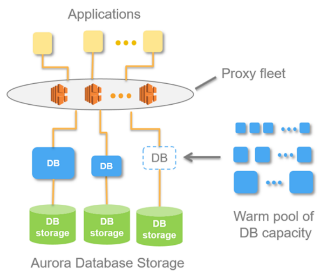 Applications
Proxy fleet
DB
DB
DB
DB
storage
DB
storage
DB
storage
Warm pool of
DB capacity
Aurora Database Storage